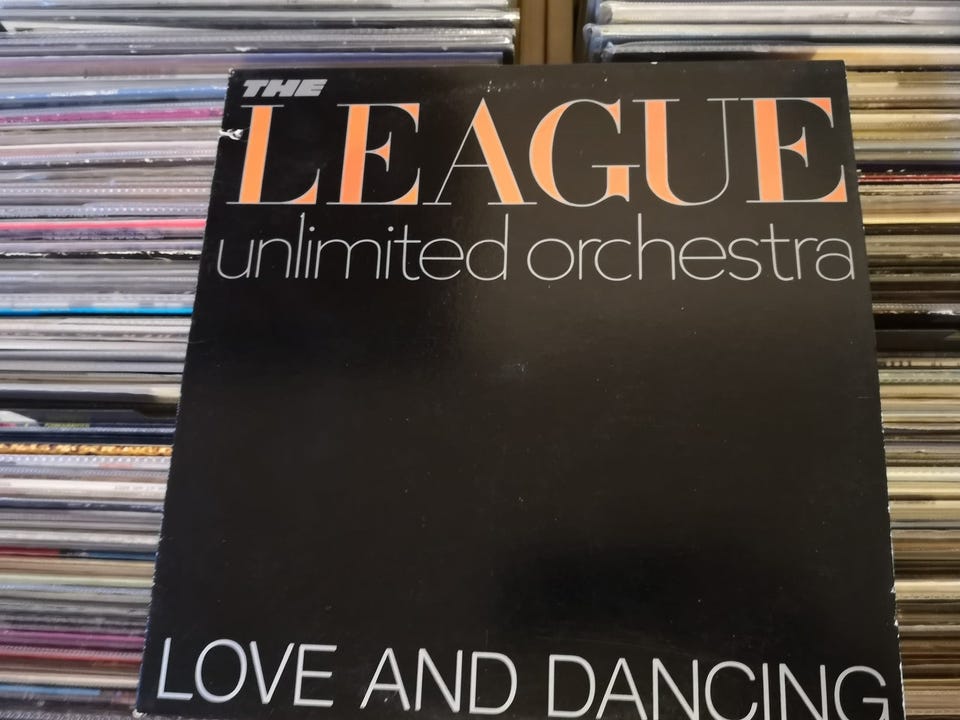 THE
LEAGUE
unlimited orchestra
LOVE AND DANCING